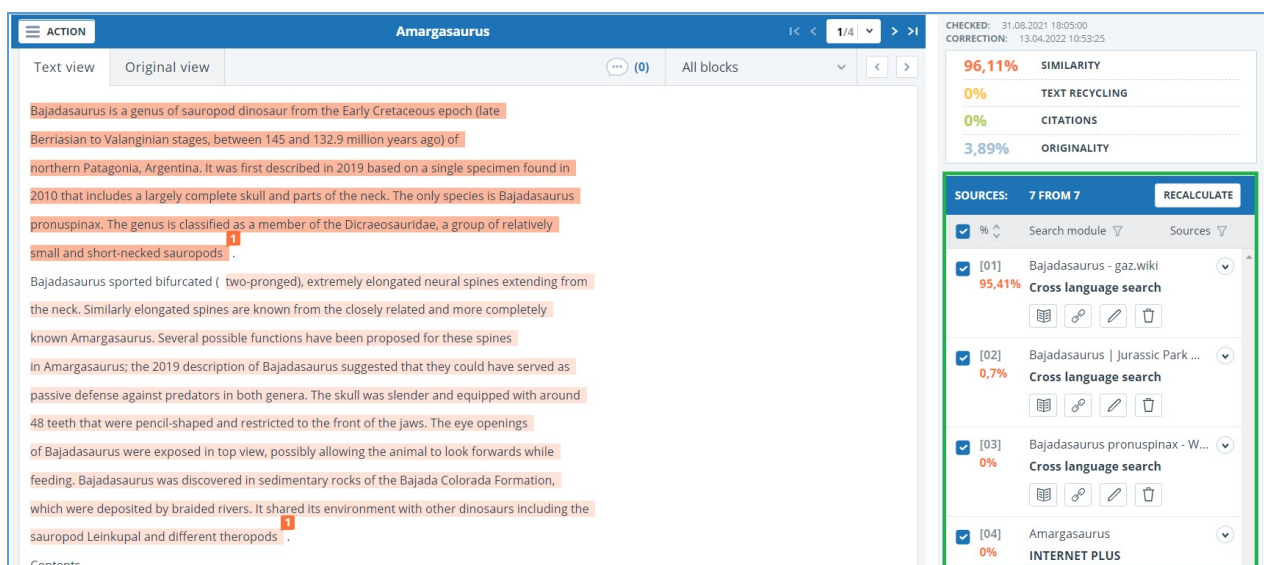 ACTION
Amargasaurus
1/4
CHECKED: 31.08.2021 18:05:00
CORRECTION: 13.04.2022 10:53:25
Text view
Original view
(0)
All blocks
96,11% SIMILARITY
0% TEXT RECYCLING
0% CITATIONS
3,89% ORIGINALITY
Bajadasaurus is a genus of sauropod dinosaur from the Early Cretaceous epoch (late
Berriasian to Valanginian stages, between 145 and 132.9 million years ago) of
northern Patagonia, Argentina. It was first described in 2019 based on a single specimen found in
2010 that includes a largely complete skull and parts of the neck. The only species is Bajadasaurus
pronuspinax. The genus is classified as a member of the Dicraeosauridae, a group of relatively
small and short-necked sauropods 1 .
Bajadasaurus sported bifurcated ( two-pronged), extremely elongated neural spines extending from
the neck. Similarly elongated spines are known from the closely related and more completely
known Amargasaurus. Several possible functions have been proposed for these spines
in Amargasaurus; the 2019 description of Bajadasaurus suggested that they could have served as
passive defense against predators in both genera. The skull was slender and equipped with around
48 teeth that were pencil-shaped and restricted to the front of the jaws. The eye openings
of Bajadasaurus were exposed in top view, possibly allowing the animal to look forwards while
feeding. Bajadasaurus was discovered in sedimentary rocks of the Bajada Colorada Formation,
which were deposited by braided rivers. It shared its environment with other dinosaurs including the
sauropod Leinkupal and different theropods 1 .
Contents
SOURCES: 7 FROM 7 RECALCULATE
% Search module Sources
[01] Bajadasaurus - gaz.wiki
95,41% Cross language search
[02] Bajadasaurus | Jurassic Park ...
0,7% Cross language search
[03] Bajadasaurus pronuspinax - W...
0% Cross language search
[04] Amargasaurus
0% INTERNET PLUS